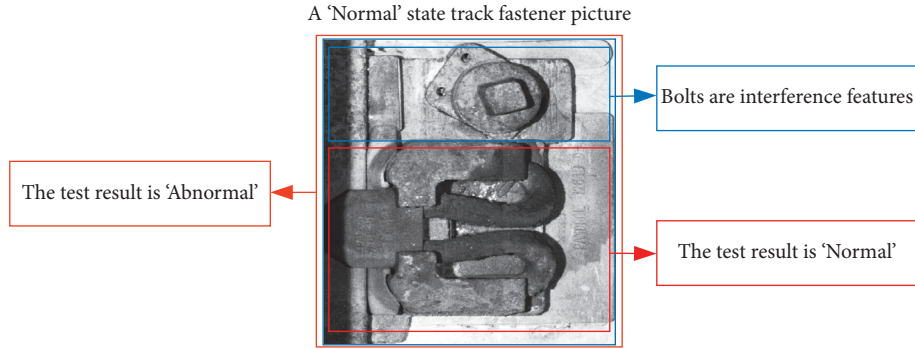 A ‘Normal’ state track fastener picture
Bolts are interference features
The test result is ‘Abnormal’
The test result is ‘Normal’